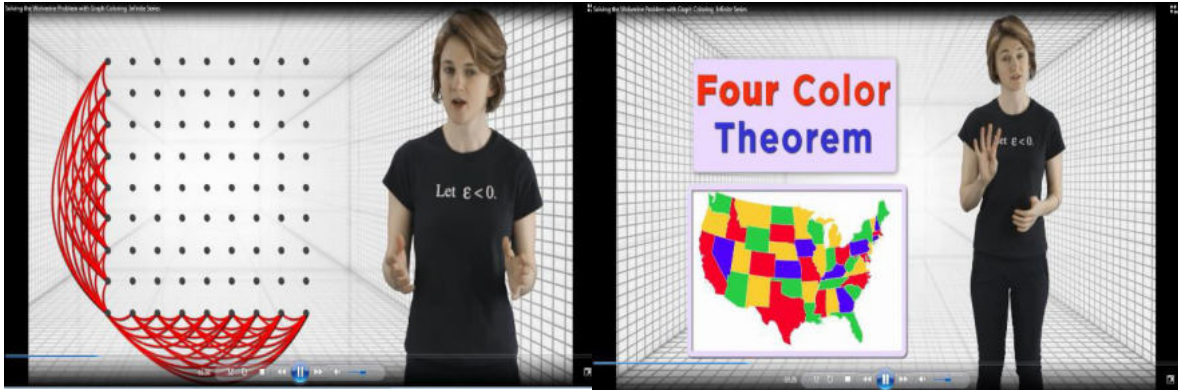 Solving the Wolverine Problem with Graph Coloring Infinite Series
Let ε < 0.
Solving the Wolverine Problem with Graph Coloring Infinite Series
Four Color
Theorem
Let ε < 0.